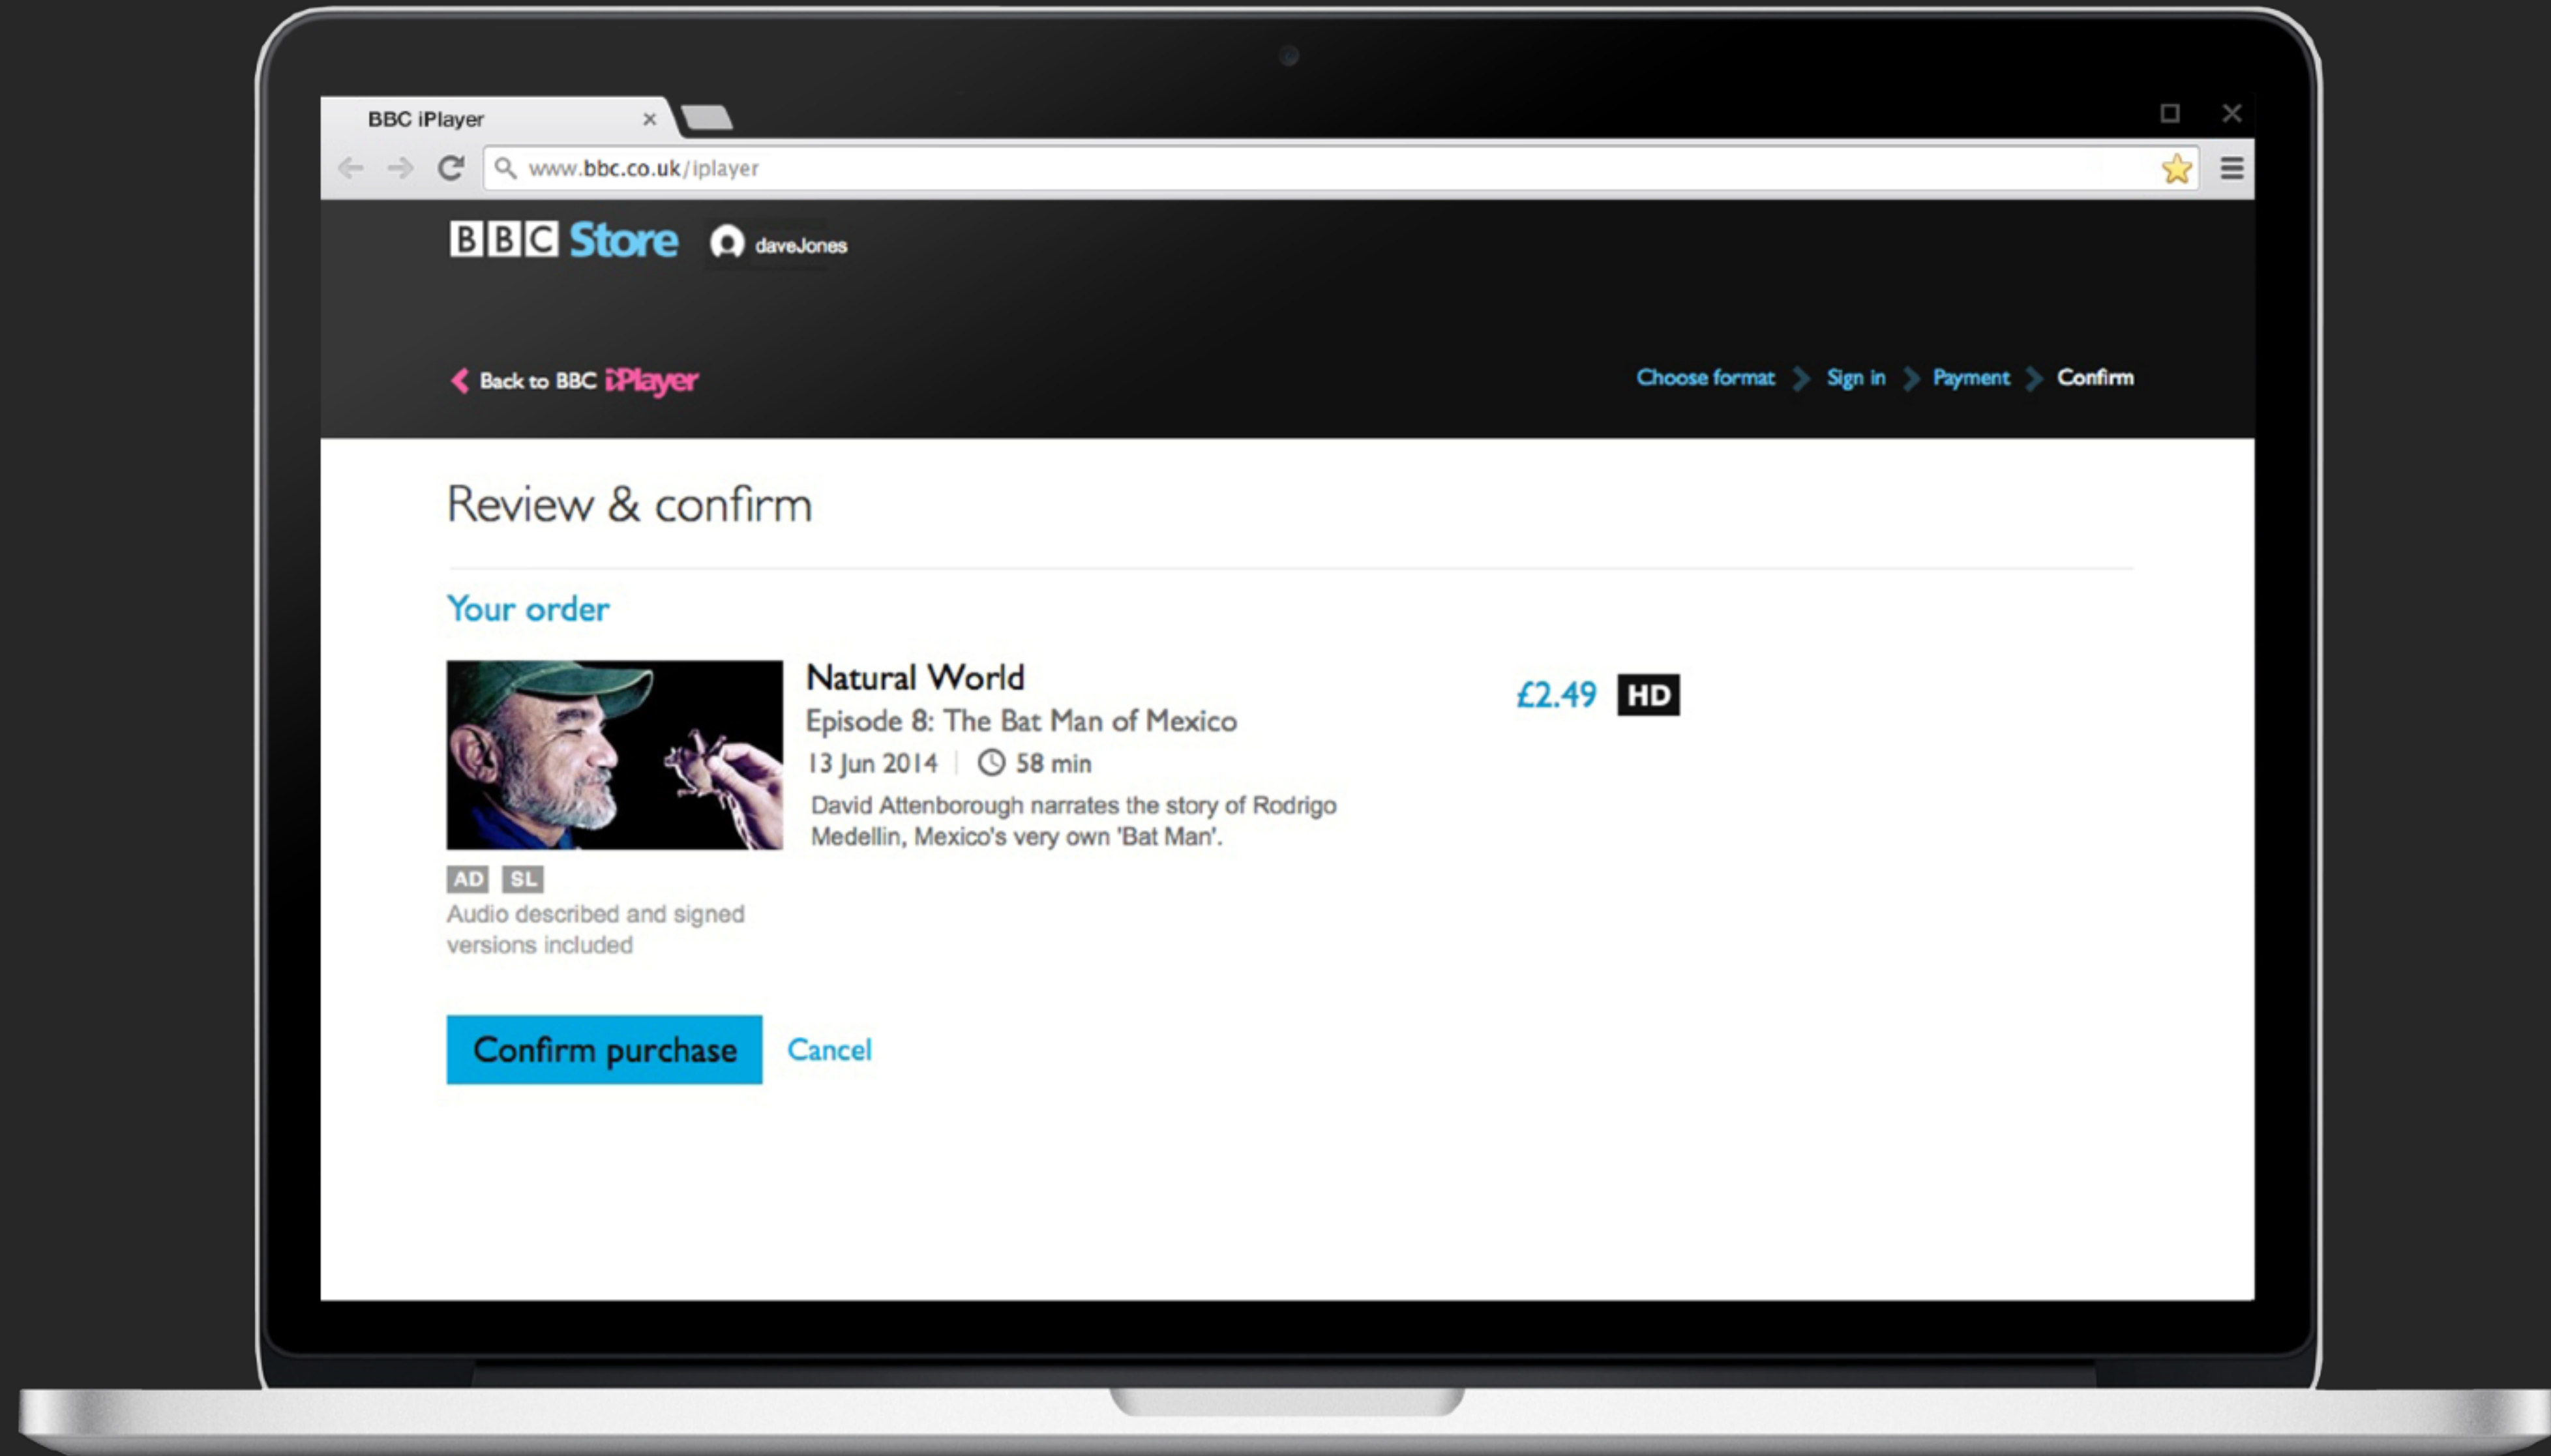 BBC iPlayer
www.bbc.co.uk/iplayer
BBC Store daveJones
Back to BBC iPlayer
Choose format Sign in Payment Confirm
Review & confirm
Your order
Natural World
£2.49 HD
Episode 8: The Bat Man of Mexico
13 Jun 2014 | 58 min
David Attenborough narrates the story of Rodrigo
Medellin, Mexico's very own 'Bat Man'.
AD SL
Audio described and signed
versions included
Confirm purchase Cancel